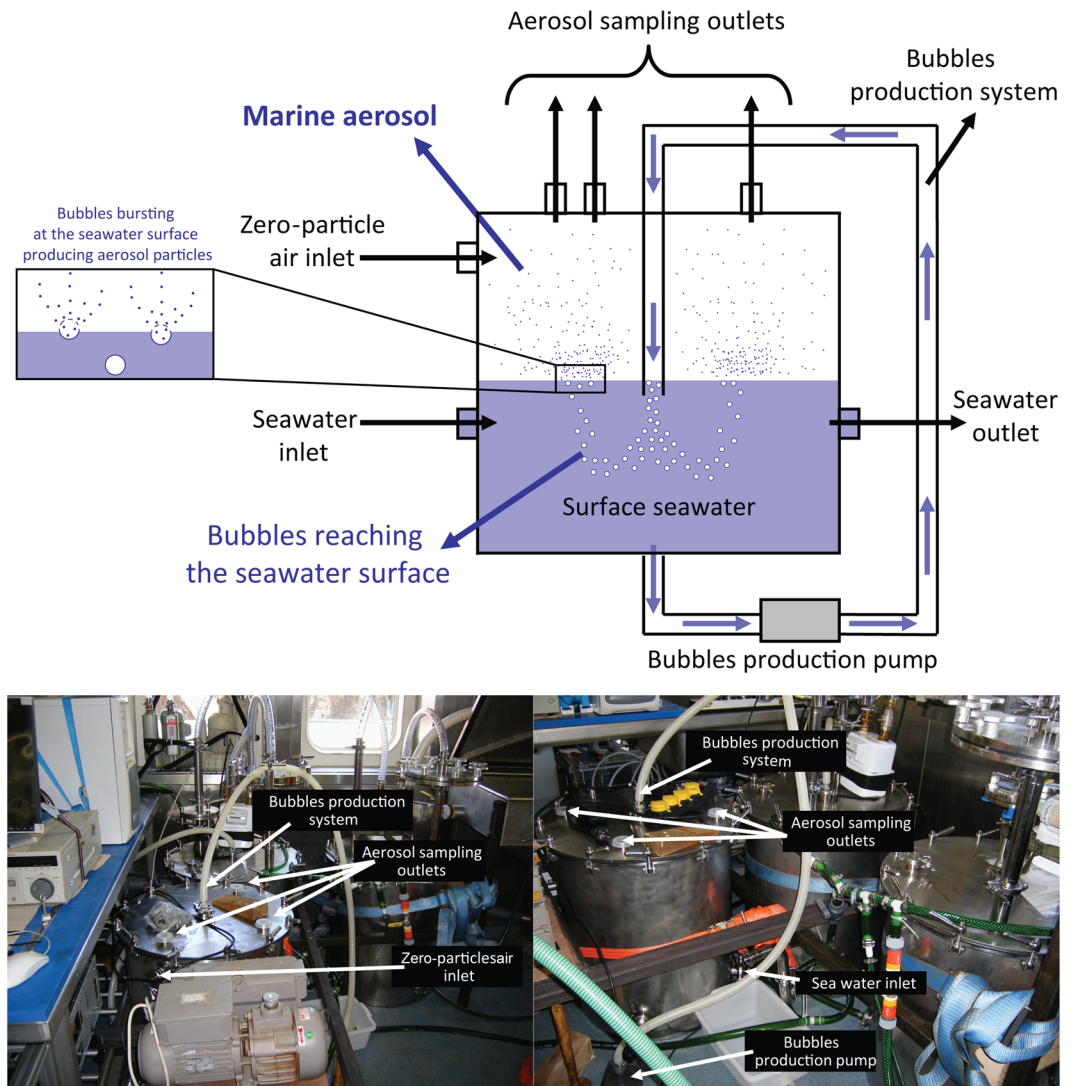 Aerosol sampling outlets
Bubbles
production system
Marine aerosol
Bubbles bursting
at the seawater surface
producing aerosol particles
Zero-particle
air inlet
Seawater
inlet
Seawater
outlet
Surface seawater
Bubbles reaching
the seawater surface
Bubbles production pump
Bubbles production
system
Aerosol sampling
outlets
Zero-particlesair
inlet
Bubbles production
system
Aerosol sampling
outlets
Sea water inlet
Bubbles
production pump